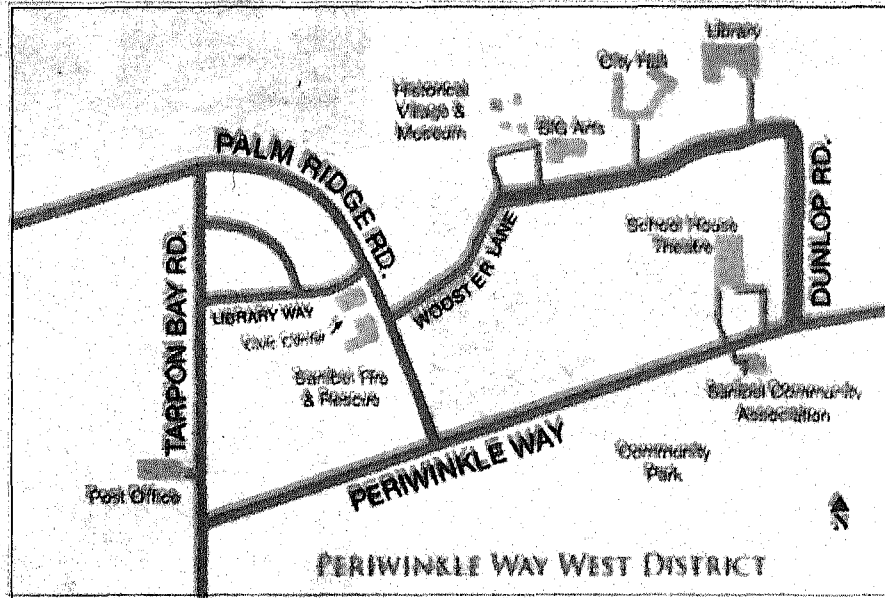 Library
City Hall
Historical
Village &
Museum
BIG Arts
PALM RIDGE RD.
School House
Theatre
DUNLOP RD.
WOOSTER LANE
TARPON BAY RD.
LIBRARY WAY
Civic Center
Sanibel Fire
& Rescue
Sanibel Community
Association
PERIWINKLE WAY
Community
Park
Post Office
N
PERIWINKLE WAY WEST DISTRICT